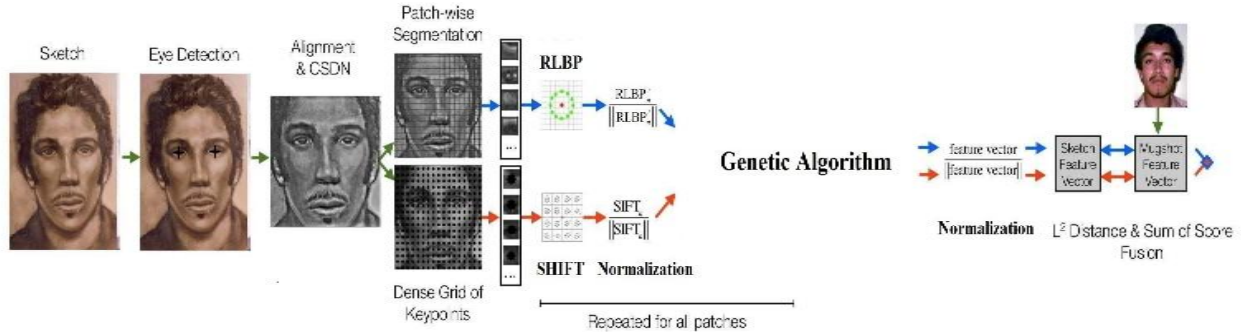 Sketch
Eye Detection
Alignment
& CSDN
Patch-wise
Segmentation
Dense Grid of
Keypoints
...
...
RLBP
SHIFT
RLBP
||RLBP||
SIFT
||SIFT||
Normalization
Repeated for all patches
Genetic Algorithm
feature vector
||feature vector||
Normalization
Sketch
Feature
Vector
Mugshot
Feature
Vector
L² Distance & Sum of Score
Fusion